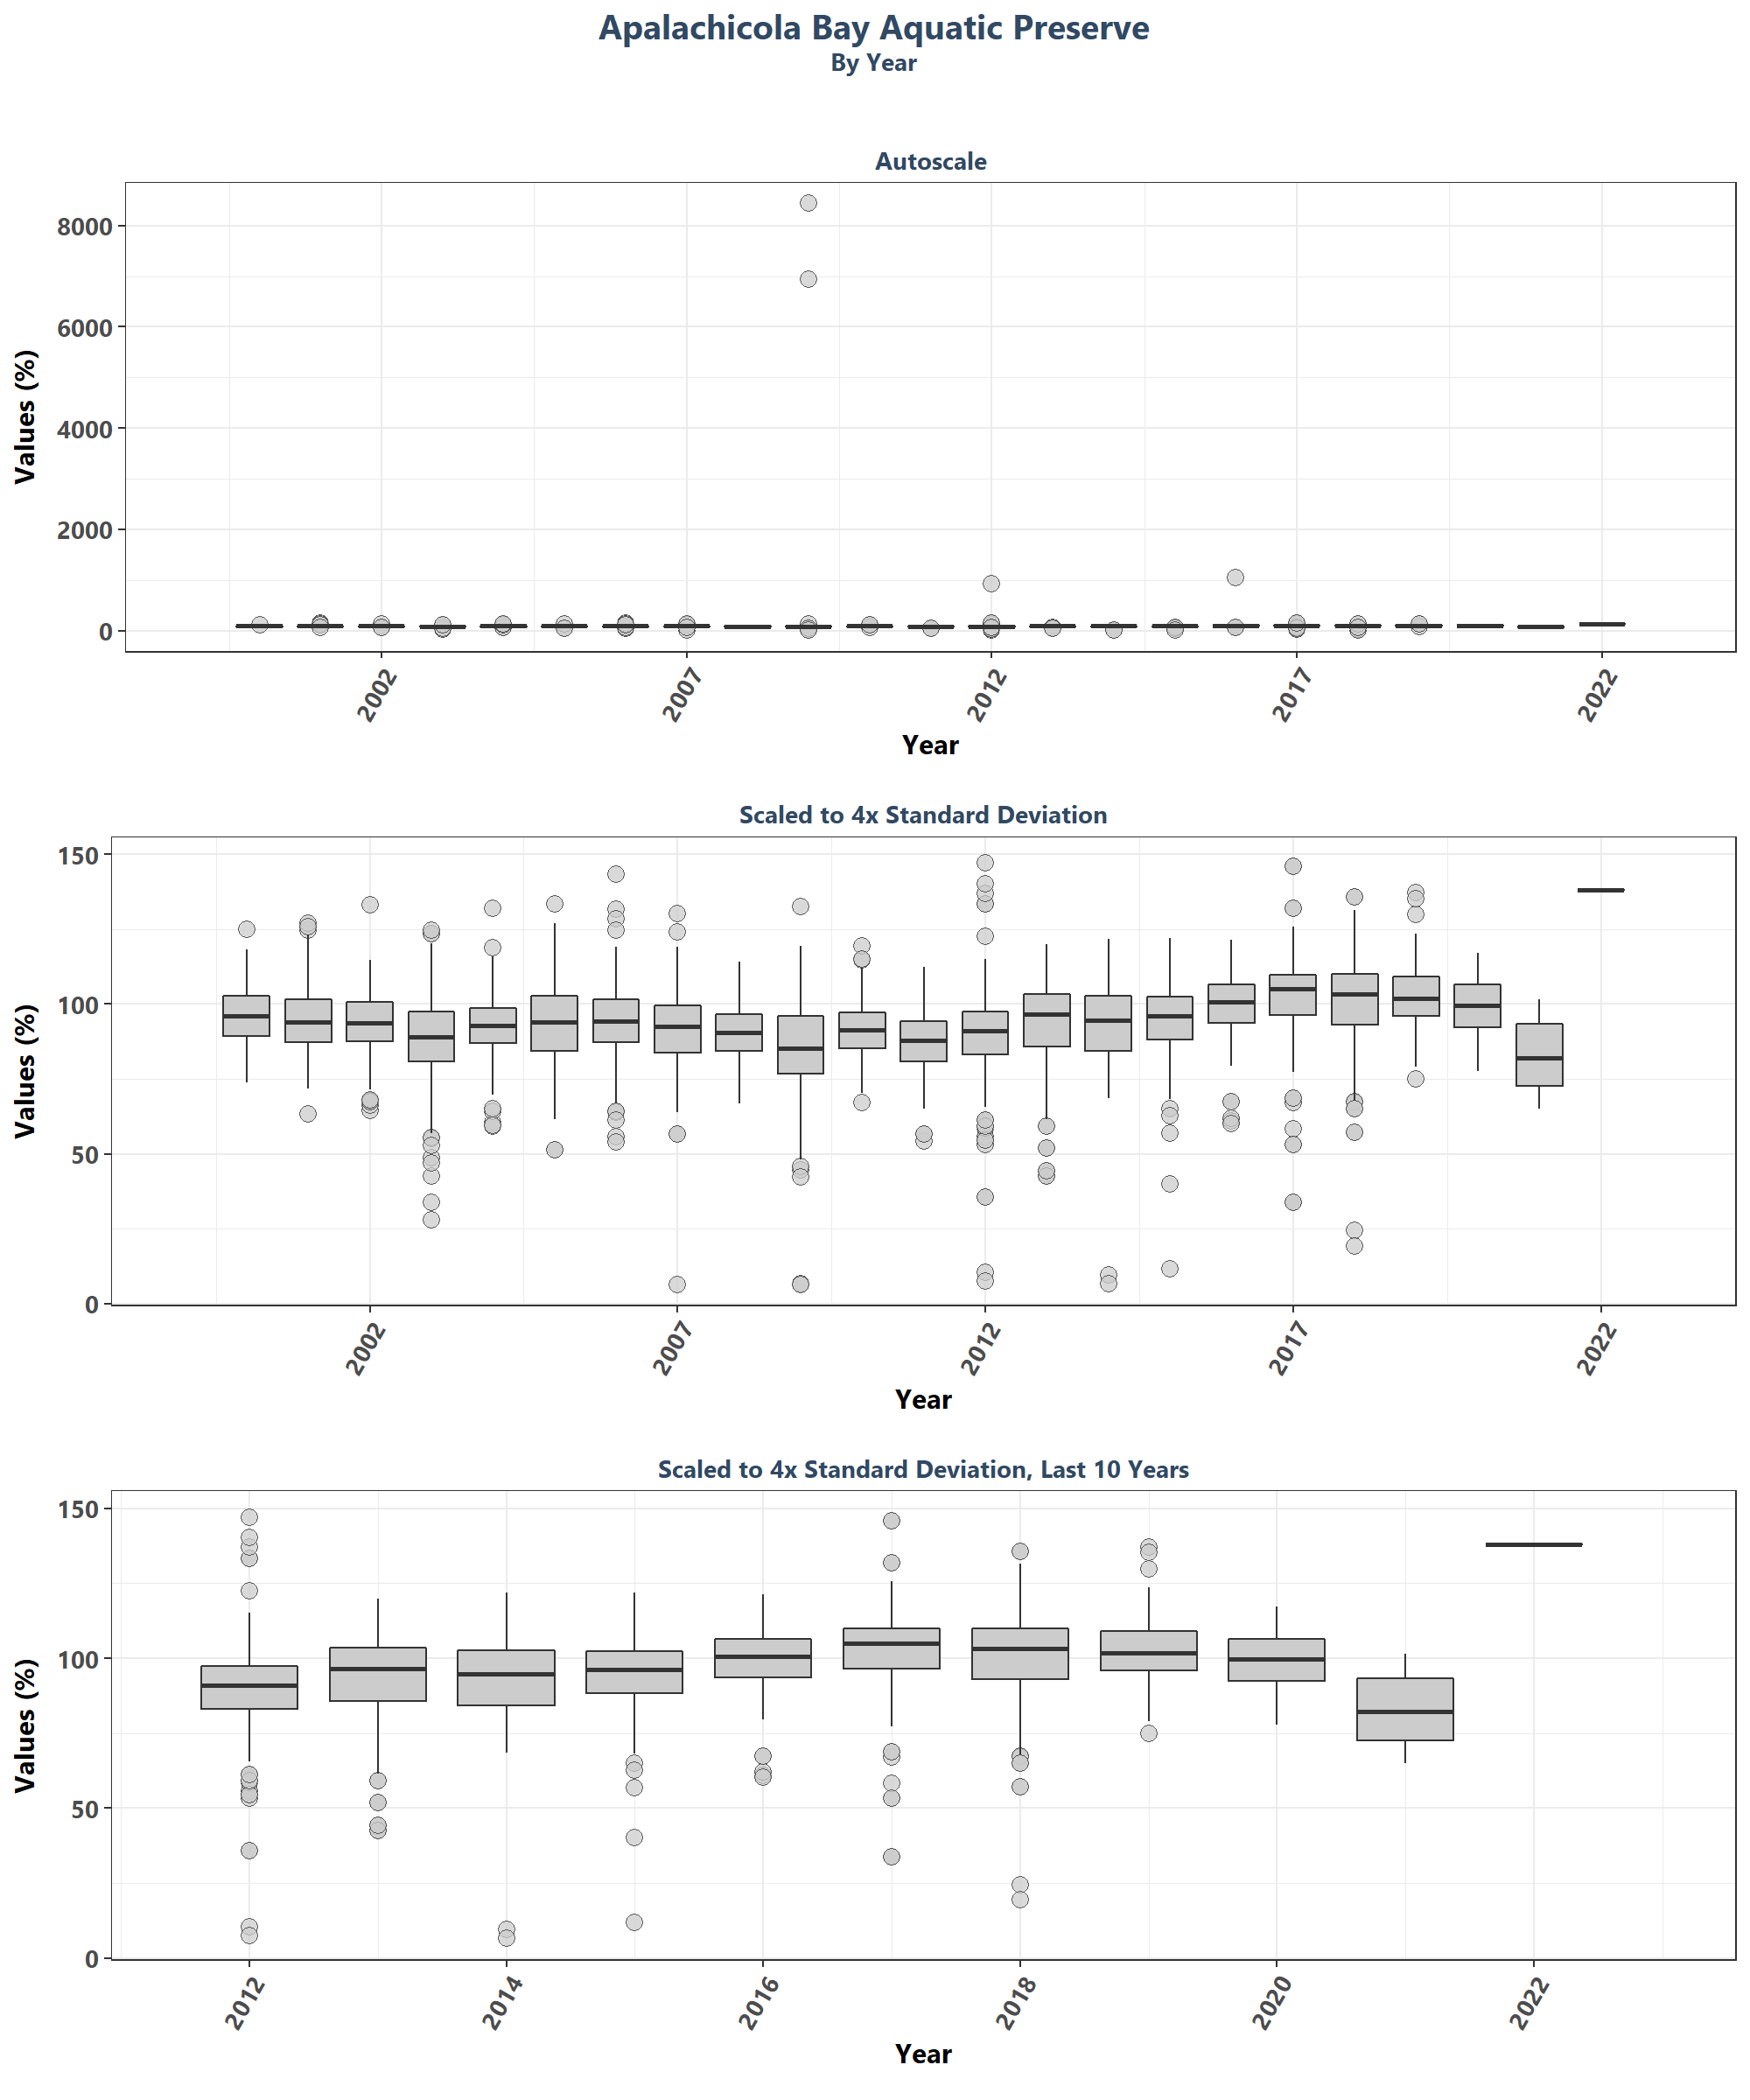 Apalachicola Bay Aquatic Preserve
By Year
Autoscale
8000
6000
4000
2000
0
Values (%)
2002 2007 2012 2017 2022
Year
Scaled to 4x Standard Deviation
150
100
50
0
Values (%)
2002 2007 2012 2017 2022
Year
Scaled to 4x Standard Deviation, Last 10 Years
150
100
50
0
Values (%)
2012 2014 2016 2018 2020 2022
Year